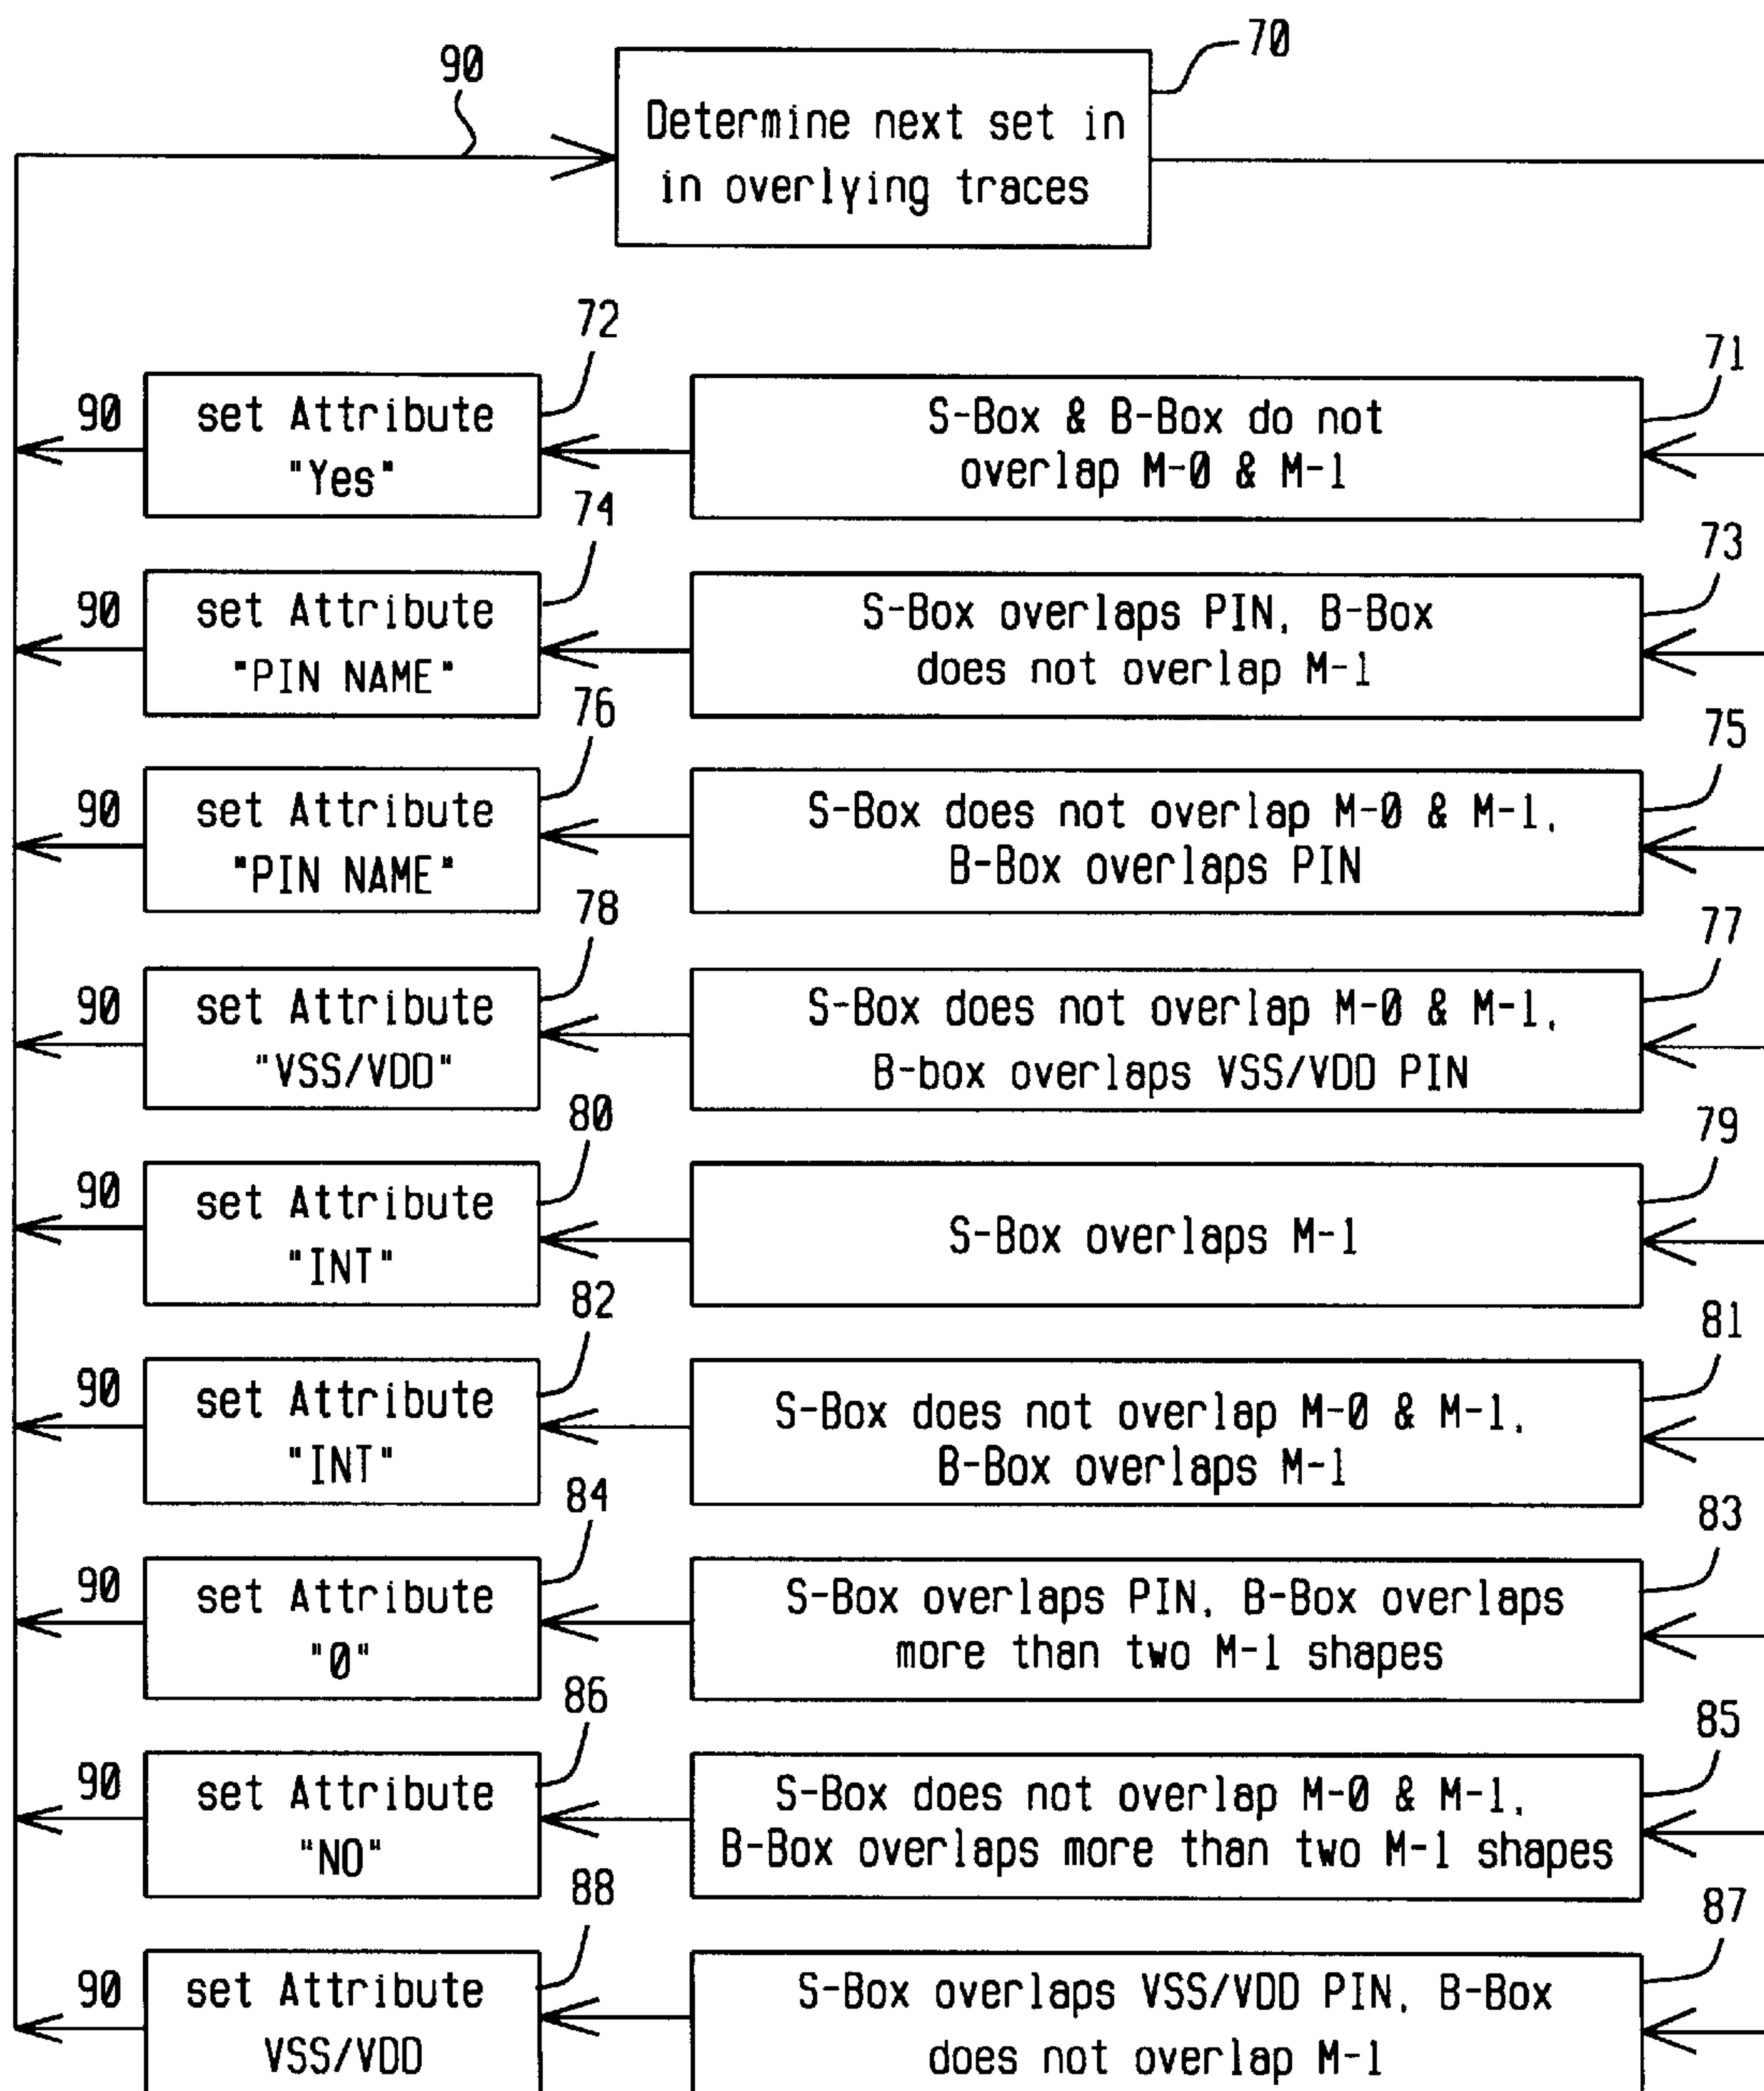 70
90
Determine next set in
in overlying traces
72
71
90
set Attribute
"Yes"
S-Box & B-Box do not
overlap M-0 & M-1
74
73
90
set Attribute
"PIN NAME"
S-Box overlaps PIN, B-Box
does not overlap M-1
76
75
90
set Attribute
"PIN NAME"
S-Box does not overlap M-0 & M-1,
B-Box overlaps PIN
78
77
90
set Attribute
"VSS/VDD"
S-Box does not overlap M-0 & M-1,
B-box overlaps VSS/VDD PIN
80
79
90
set Attribute
"INT"
S-Box overlaps M-1
82
81
90
set Attribute
"INT"
S-Box does not overlap M-0 & M-1,
B-Box overlaps M-1
84
83
90
set Attribute
"0"
S-Box overlaps PIN, B-Box overlaps
more than two M-1 shapes
86
85
90
set Attribute
"NO"
S-Box does not overlap M-0 & M-1,
B-Box overlaps more than two M-1 shapes
88
87
90
set Attribute
VSS/VDD
S-Box overlaps VSS/VDD PIN, B-Box
does not overlap M-1